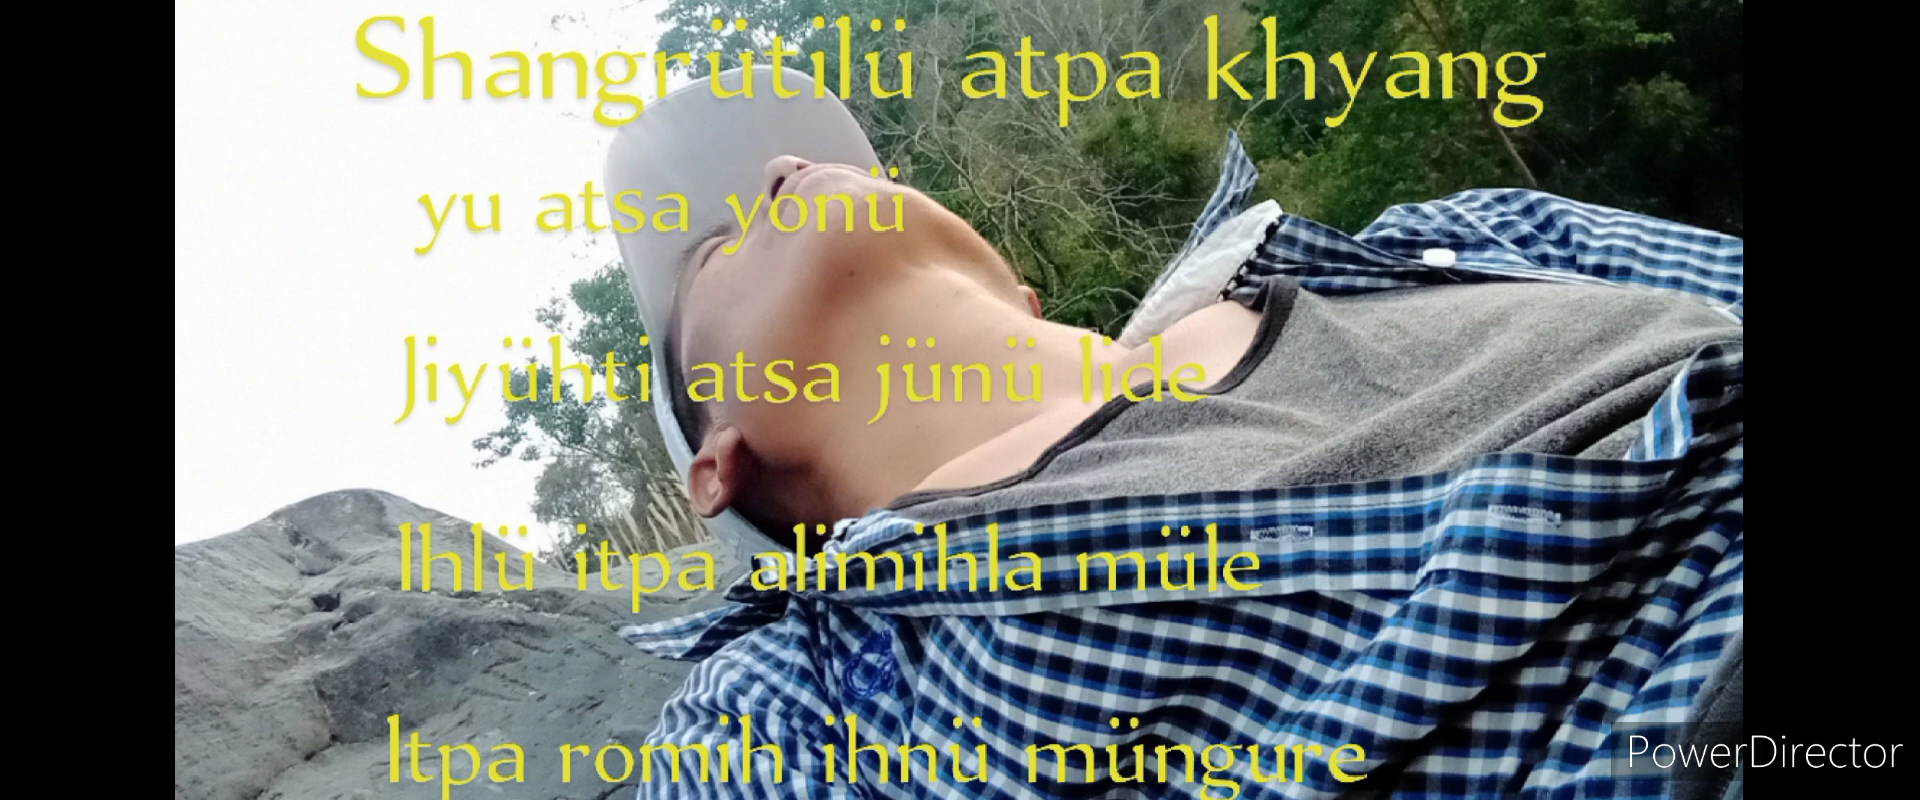 Shangrütilü atpa khyang
yu atsa yonü
Jiyühti atsa jünü lide
Ihlü itpa alimihla müle
Itpa romih ihnü müngure
PowerDirector